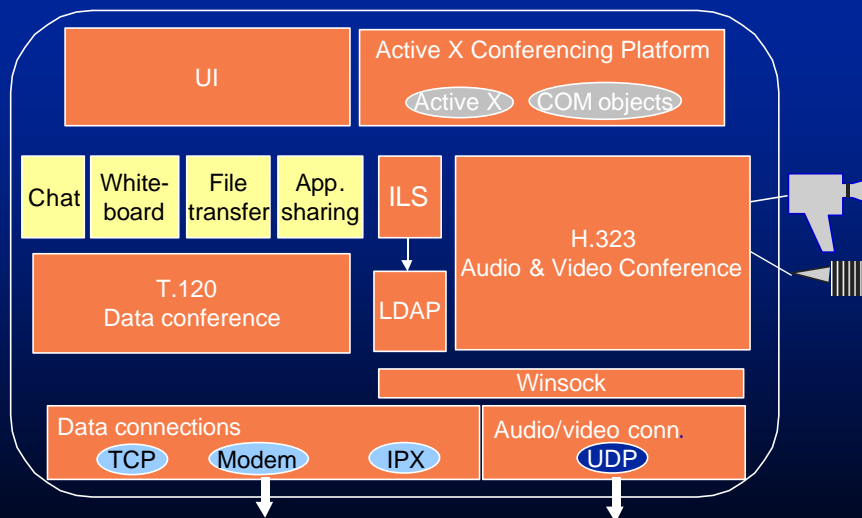 UI
Active X Conferencing Platform
Active X
COM objects
Chat
White-
board
File
transfer
App.
sharing
ILS
H.323
Audio & Video Conference
T.120
Data conference
LDAP
Winsock
Data connections
TCP
Modem
IPX
Audio/video conn.
UDP